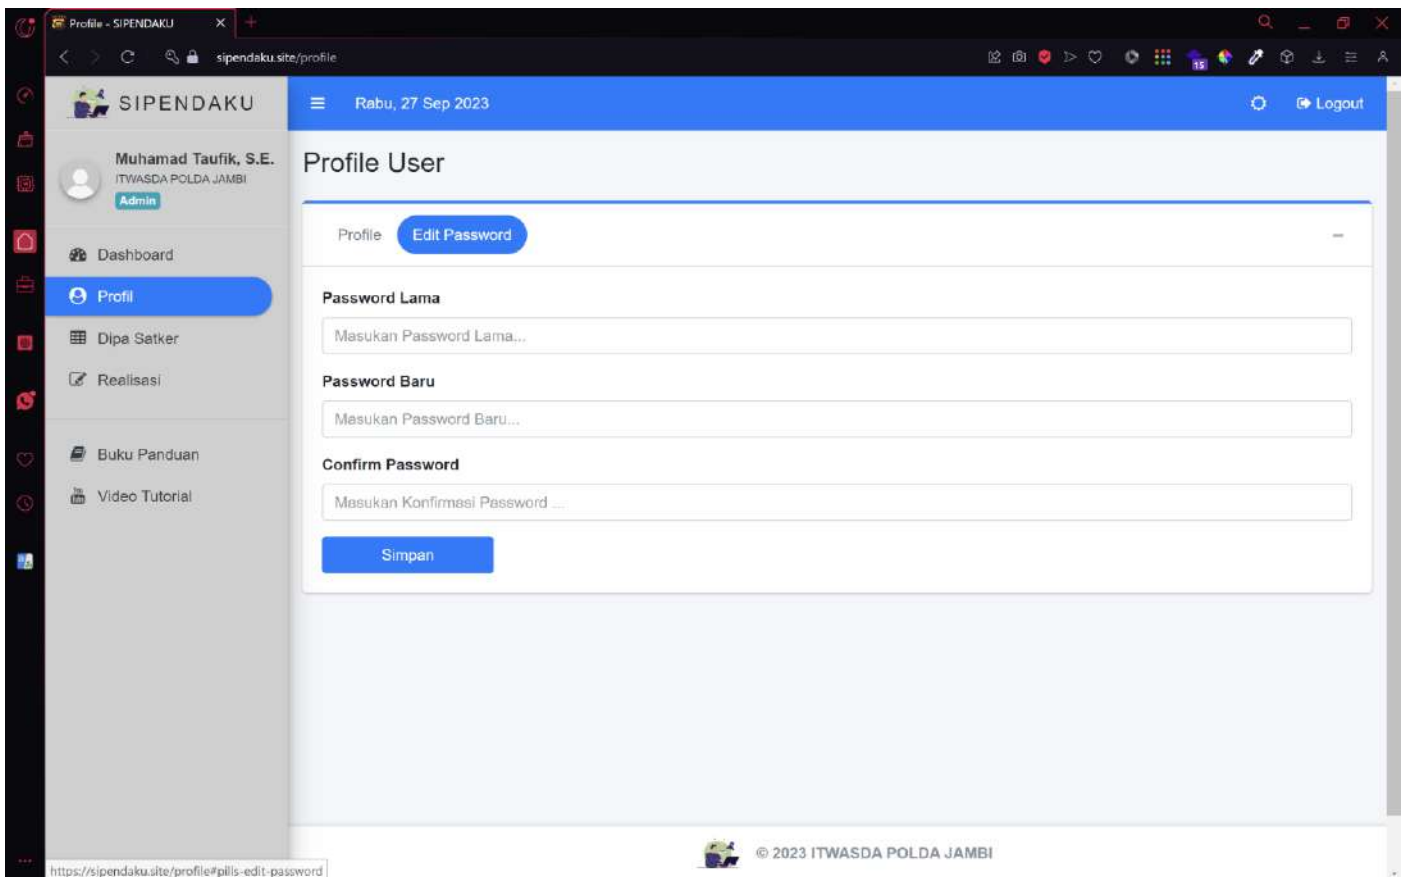 Profile - SIPENDAKU
sipendaku.site/profile
15
SIPENDAKU
Rabu, 27 Sep 2023
Logout
Muhamad Taufik, S.E.
ITWASDA POLDA JAMBI
Admin
Profile User
Profile
Edit Password
Dashboard
Profil
Dipa Satker
Realisasi
Buku Panduan
Video Tutorial
Password Lama
Masukan Password Lama...
Password Baru
Masukan Password Baru...
Confirm Password
Masukan Konfirmasi Password ...
Simpan
© 2023 ITWASDA POLDA JAMBI
https://sipendaku.site/profile#pills-edit-password